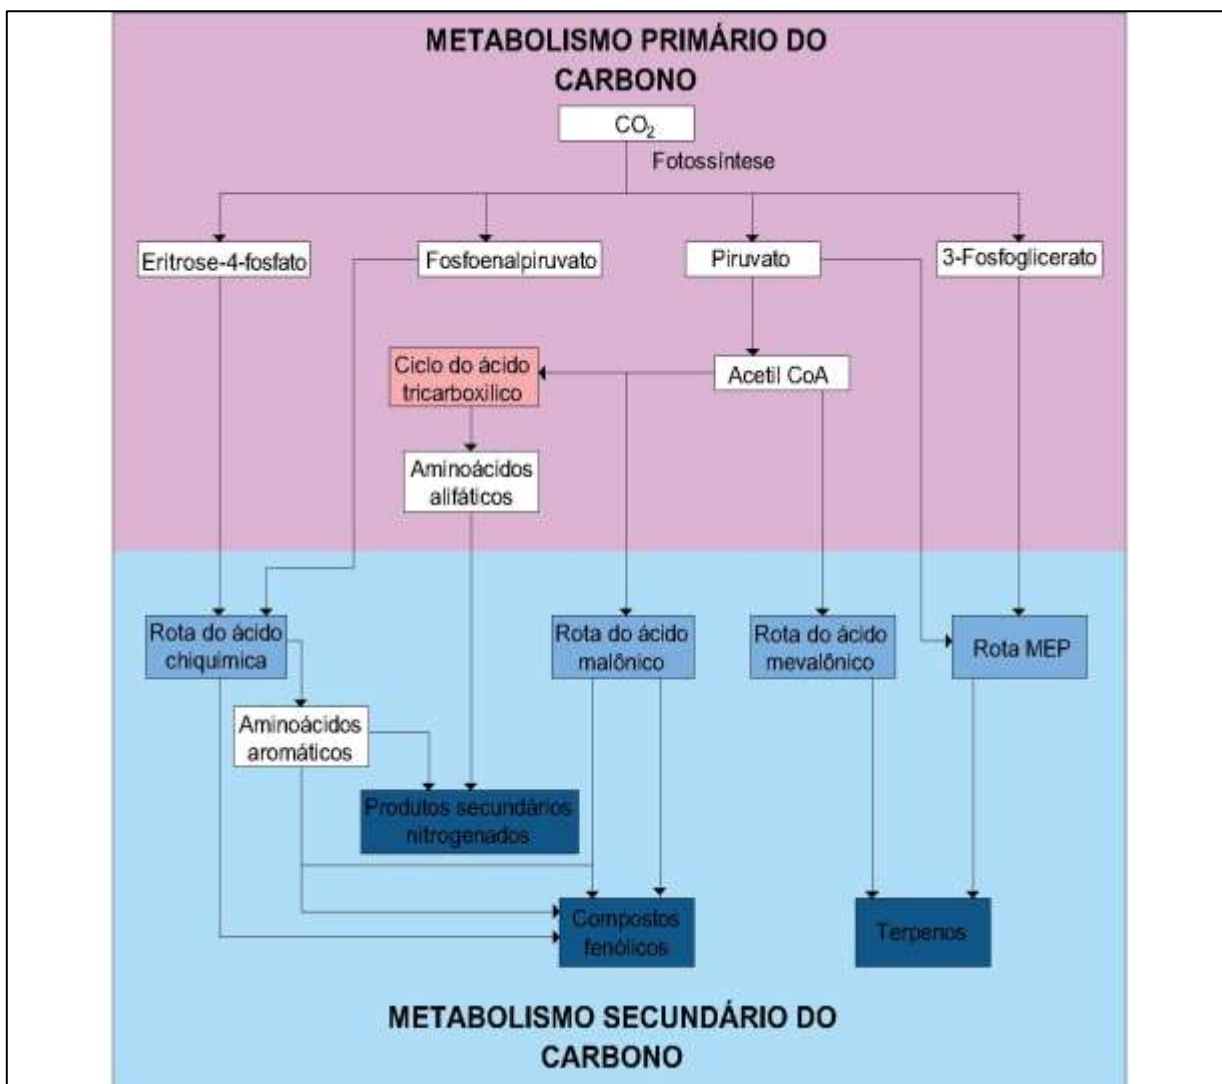 METABOLISMO PRIMÁRIO DO
CARBONO
CO₂
Fotossíntese
Eritrose-4-fosfato
Fosfoenalpiruvato
Piruvato
3-Fosfoglicerato
Ciclo do ácido
tricarboxilico
Acetil CoA
Aminoácidos
alifáticos
Rota do ácido
chiquimica
Rota do ácido
malônico
Rota do ácido
mevalônico
Rota MEP
Aminoácidos
aromáticos
Produtos secundários
nitrogenados
Compostos
fenólicos
Terpenos
METABOLISMO SECUNDÁRIO DO
CARBONO